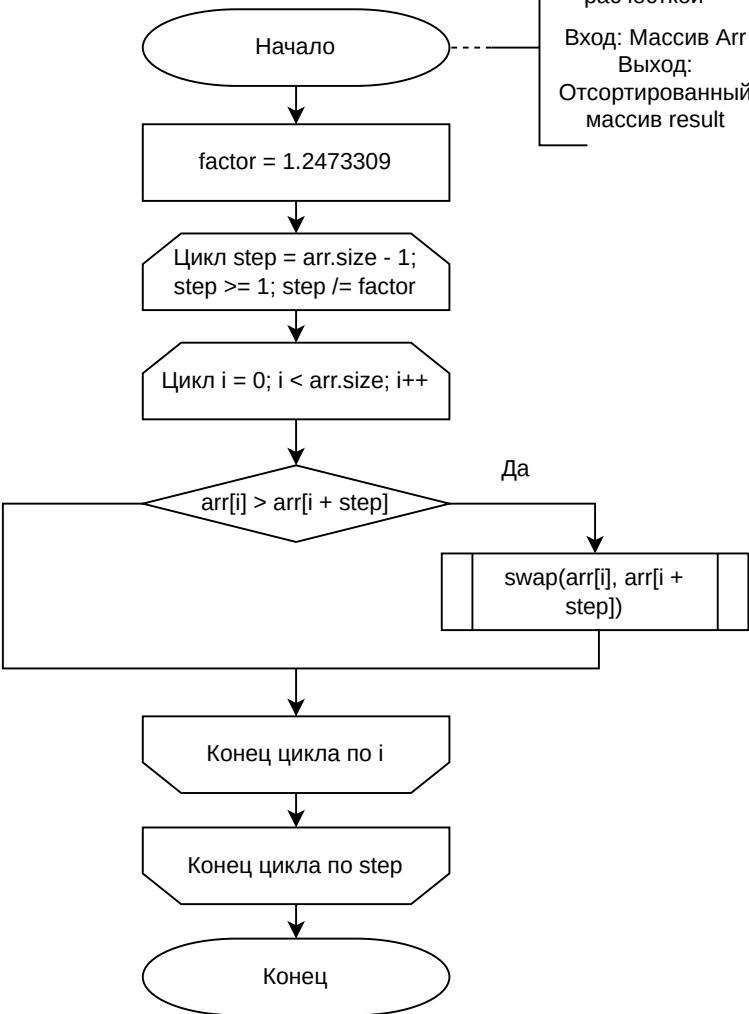 Начало
Вход: Массив Arr
Выход:
Отсортированный
массив result
factor = 1.2473309
Цикл step = arr.size - 1;
step >= 1; step /= factor
Цикл i = 0; i < arr.size; i++
Да
arr[i] > arr[i + step]
swap(arr[i], arr[i +
step])
Конец цикла по i
Конец цикла по step
Конец